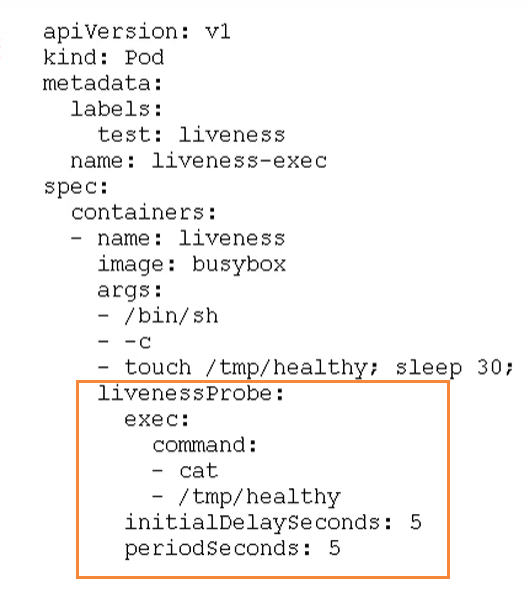 apiVersion: v1
kind: Pod
metadata:
  labels:
    test: liveness
  name: liveness-exec
spec:
  containers:
  - name: liveness
    image: busybox
    args:
    - /bin/sh
    - -c
    - touch /tmp/healthy; sleep 30;
    livenessProbe:
      exec:
        command:
        - cat
        - /tmp/healthy
      initialDelaySeconds: 5
      periodSeconds: 5